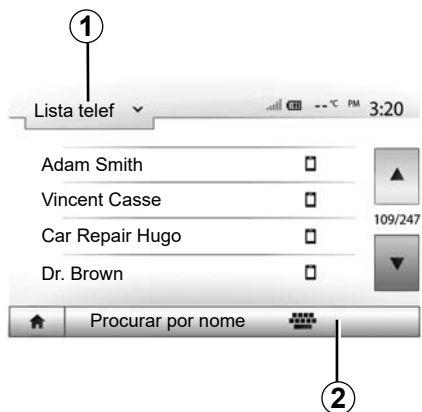 1
Lista telef
--°C PM 3:20
Adam Smith
Vincent Casse
109/247
Car Repair Hugo
Dr. Brown
Procurar por nome
2